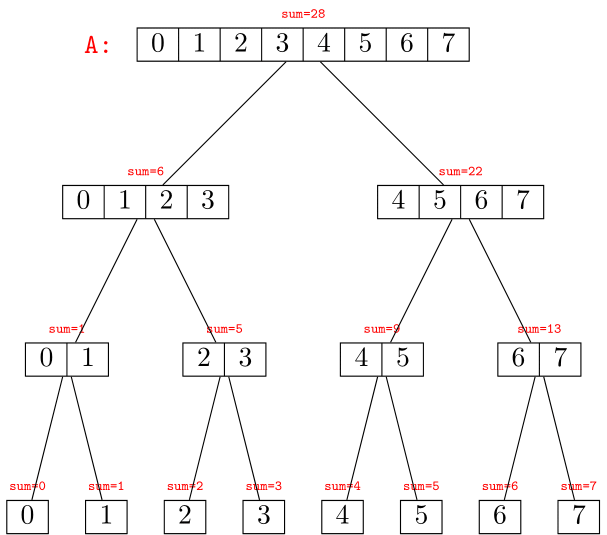 sum=28
A: 0 1 2 3 4 5 6 7
sum=6 sum=22
0 1 2 3 4 5 6 7
sum=1 sum=5 sum=9 sum=13
0 1 2 3 4 5 6 7
sum=0 sum=1 sum=2 sum=3 sum=4 sum=5 sum=6 sum=7
0 1 2 3 4 5 6 7